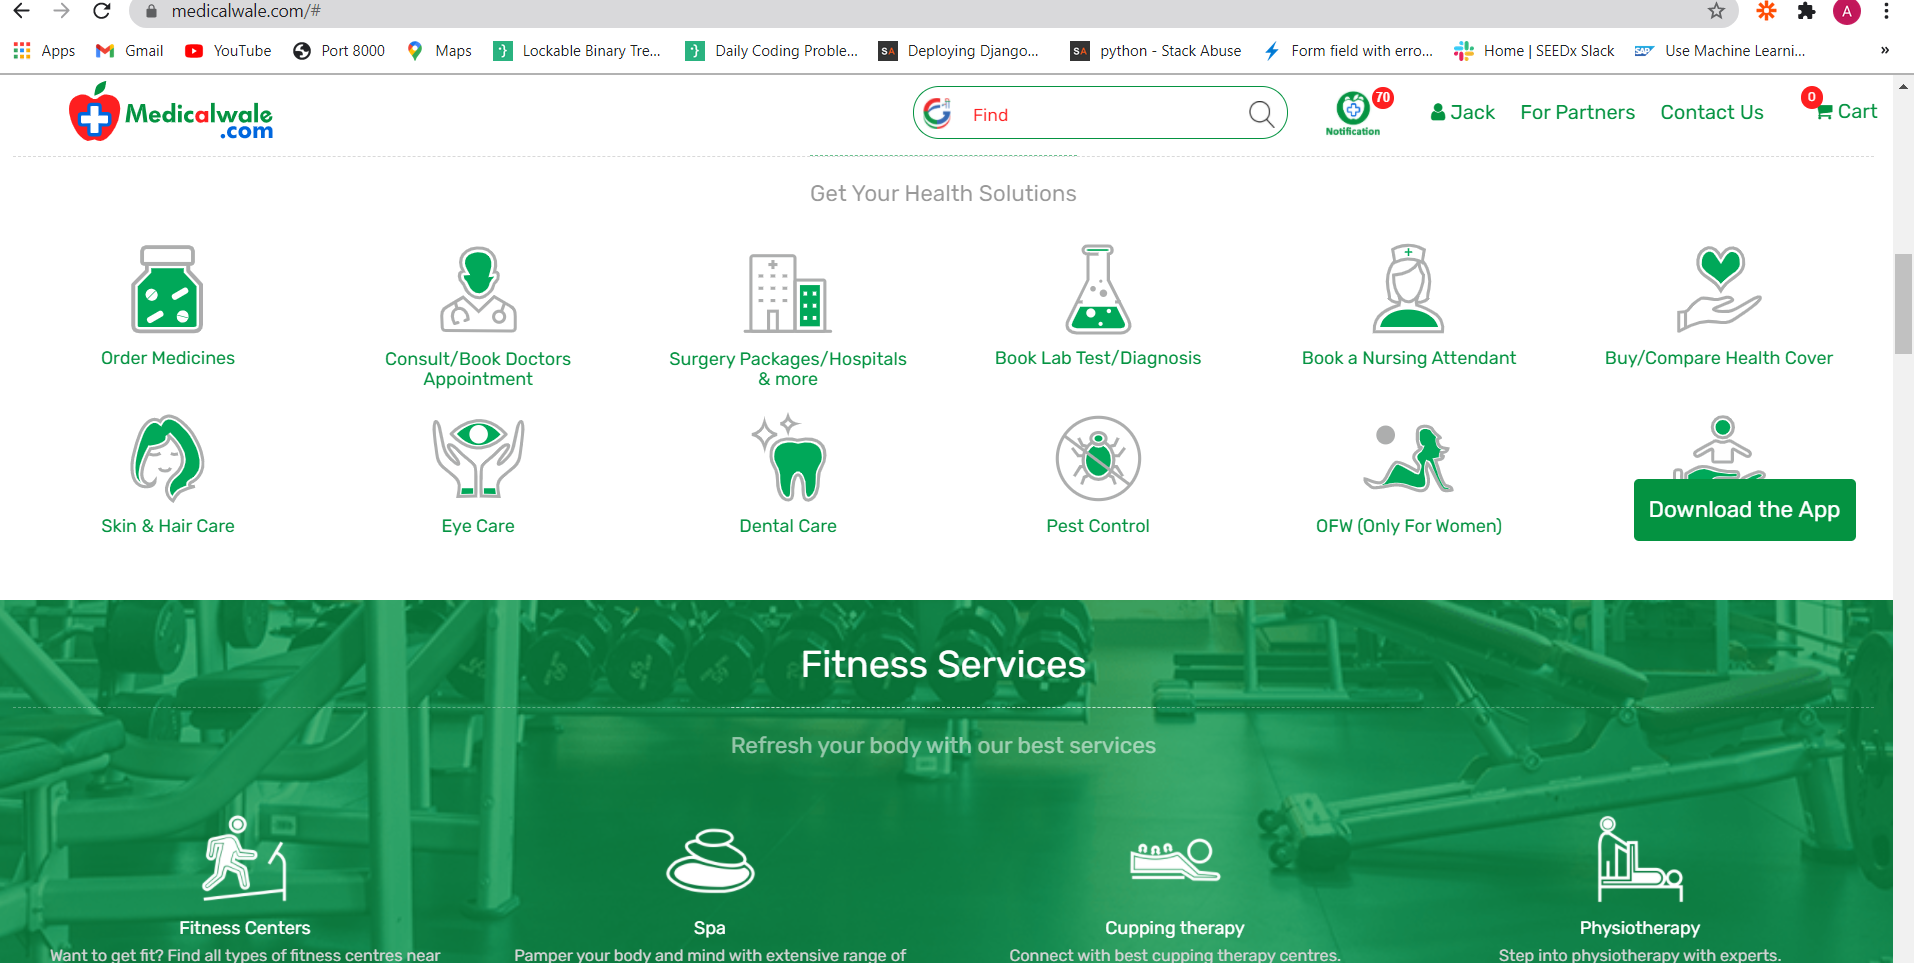 medicalwale.com/#
Apps Gmail YouTube Port 8000 Maps Lockable Binary Tre... Daily Coding Proble... SA Deploying Django... SA python - Stack Abuse Form field with erro... Home | SEEDx Slack SAP Use Machine Learni... »
A
Medicalwale
.com
Find
70
Notification
Jack For Partners Contact Us 0 Cart
Get Your Health Solutions
Order Medicines
Consult/Book Doctors
Appointment
Surgery Packages/Hospitals
& more
Book Lab Test/Diagnosis
Book a Nursing Attendant
Buy/Compare Health Cover
Skin & Hair Care
Eye Care
Dental Care
Pest Control
OFW (Only For Women)
Download the App
Fitness Services
Refresh your body with our best services
Fitness Centers
Want to get fit? Find all types of fitness centres near
Spa
Pamper your body and mind with extensive range of
Cupping therapy
Connect with best cupping therapy centres.
Physiotherapy
Step into physiotherapy with experts.